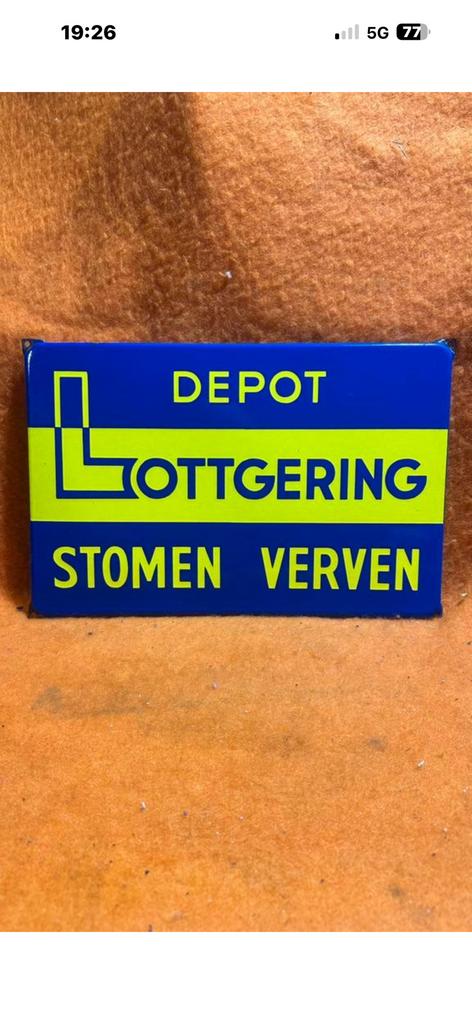 19:26
5G
77
DEPOT
LOTTGERING
STOMEN VERVEN